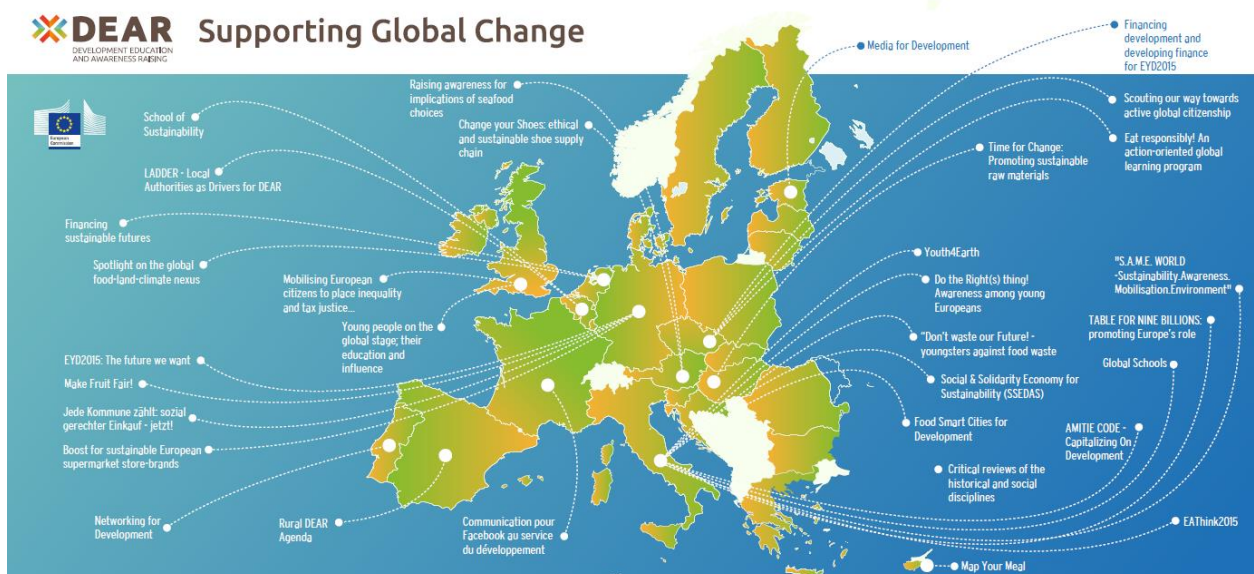 DEAR
DEVELOPMENT EDUCATION
AND AWARENESS RAISING
Supporting Global Change
European
Commission
School of
Sustainability
LADDER - Local
Authorities as Drivers for DEAR
Financing
sustainable futures
Spotlight on the global
food-land-climate nexus
Raising awareness for
implications of seafood
choices
Change your Shoes: ethical
and sustainable shoe supply
chain
Mobilising European
citizens to place inequality
and tax justice...
Young people on the
global stage; their
education and
influence
EYD2015: The future we want
Make Fruit Fair!
Jede Kommune zählt: sozial
gerechter Einkauf - jetzt!
Boost for sustainable European
supermarket store-brands
Networking for
Development
Rural DEAR
Agenda
Communication pour
Facebook au service
du développement
Media for Development
Financing
development and
developing finance
for EYD2015
Scouting our way towards
active global citizenship
Eat responsibly! An
action-oriented global
learning program
Time for Change:
Promoting sustainable
raw materials
Youth4Earth
Do the Right(s) thing!
Awareness among young
Europeans
"Don't waste our Future! -
youngsters against food waste
Social & Solidarity Economy for
Sustainability (SSEDAS)
Food Smart Cities for
Development
Critical reviews of the
historical and social
disciplines
"S.A.M.E. WORLD
-Sustainability.Awareness.
Mobilisation.Environment"
TABLE FOR NINE BILLIONS:
promoting Europe's role
Global Schools
AMITIE CODE -
Capitalizing On
Development
EAThink2015
Map Your Meal